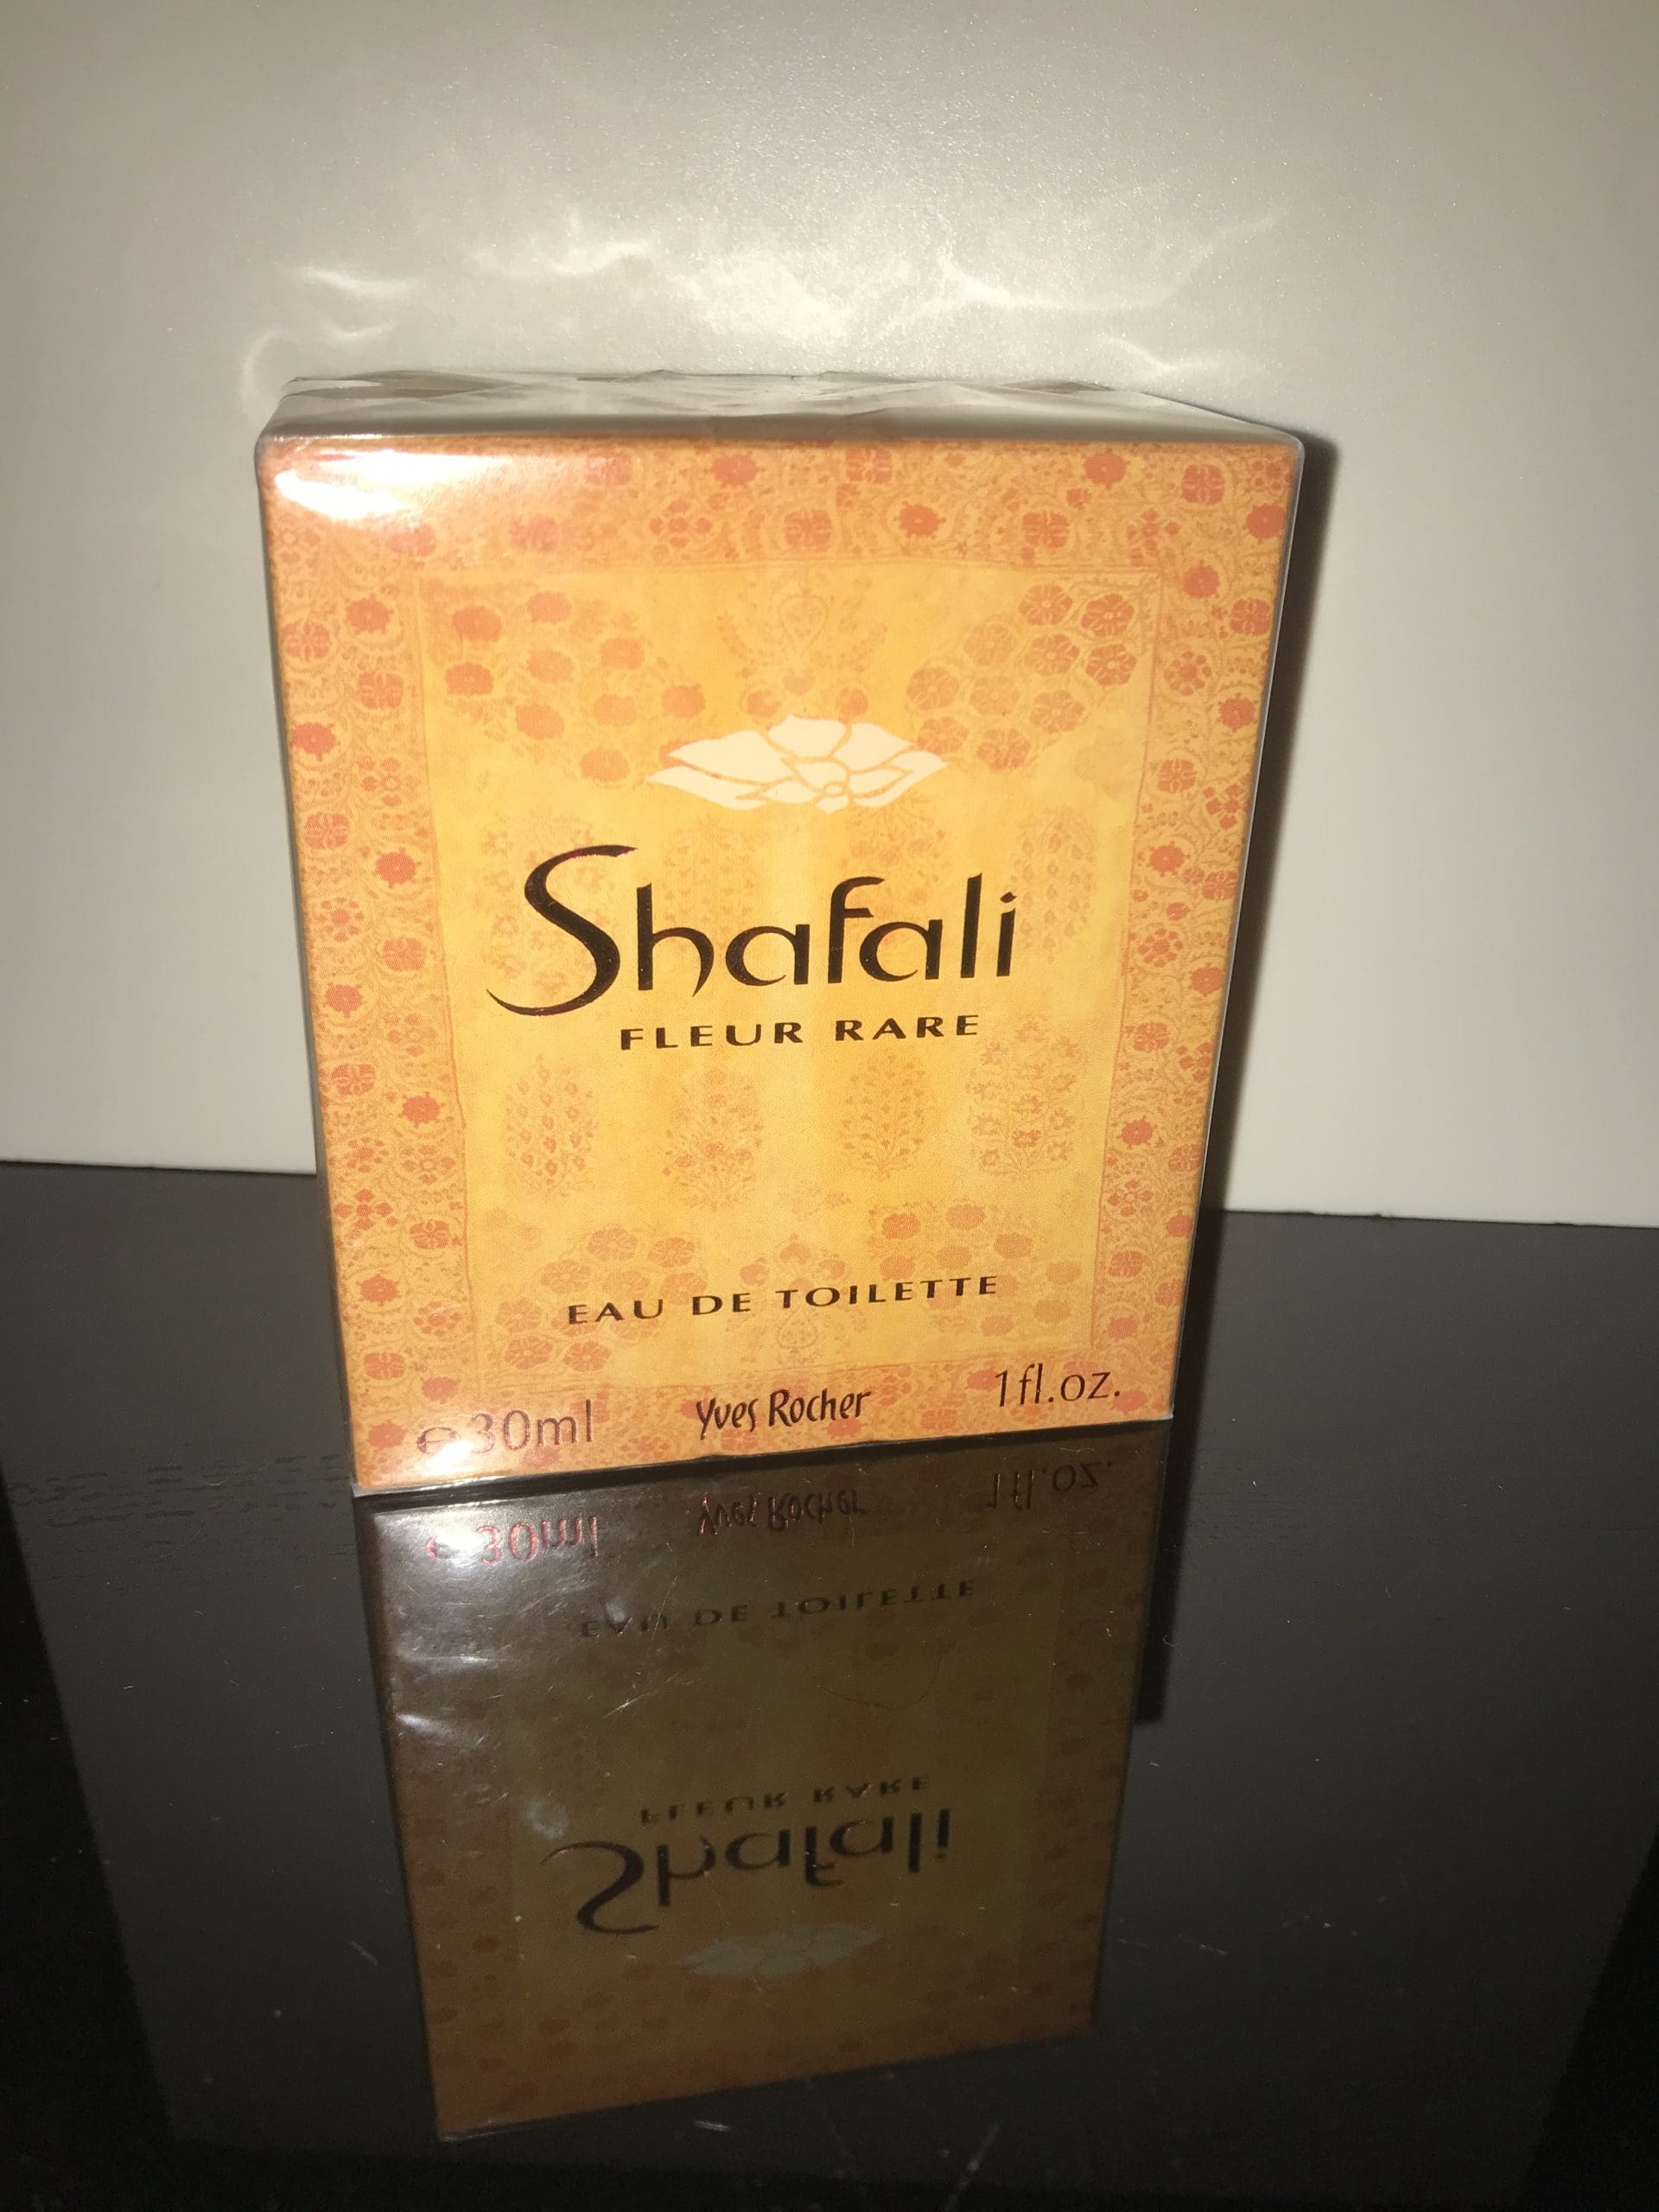 Shafali
FLEUR RARE
EAU DE TOILETTE
℮30ml Yves Rocher 1fl.oz.